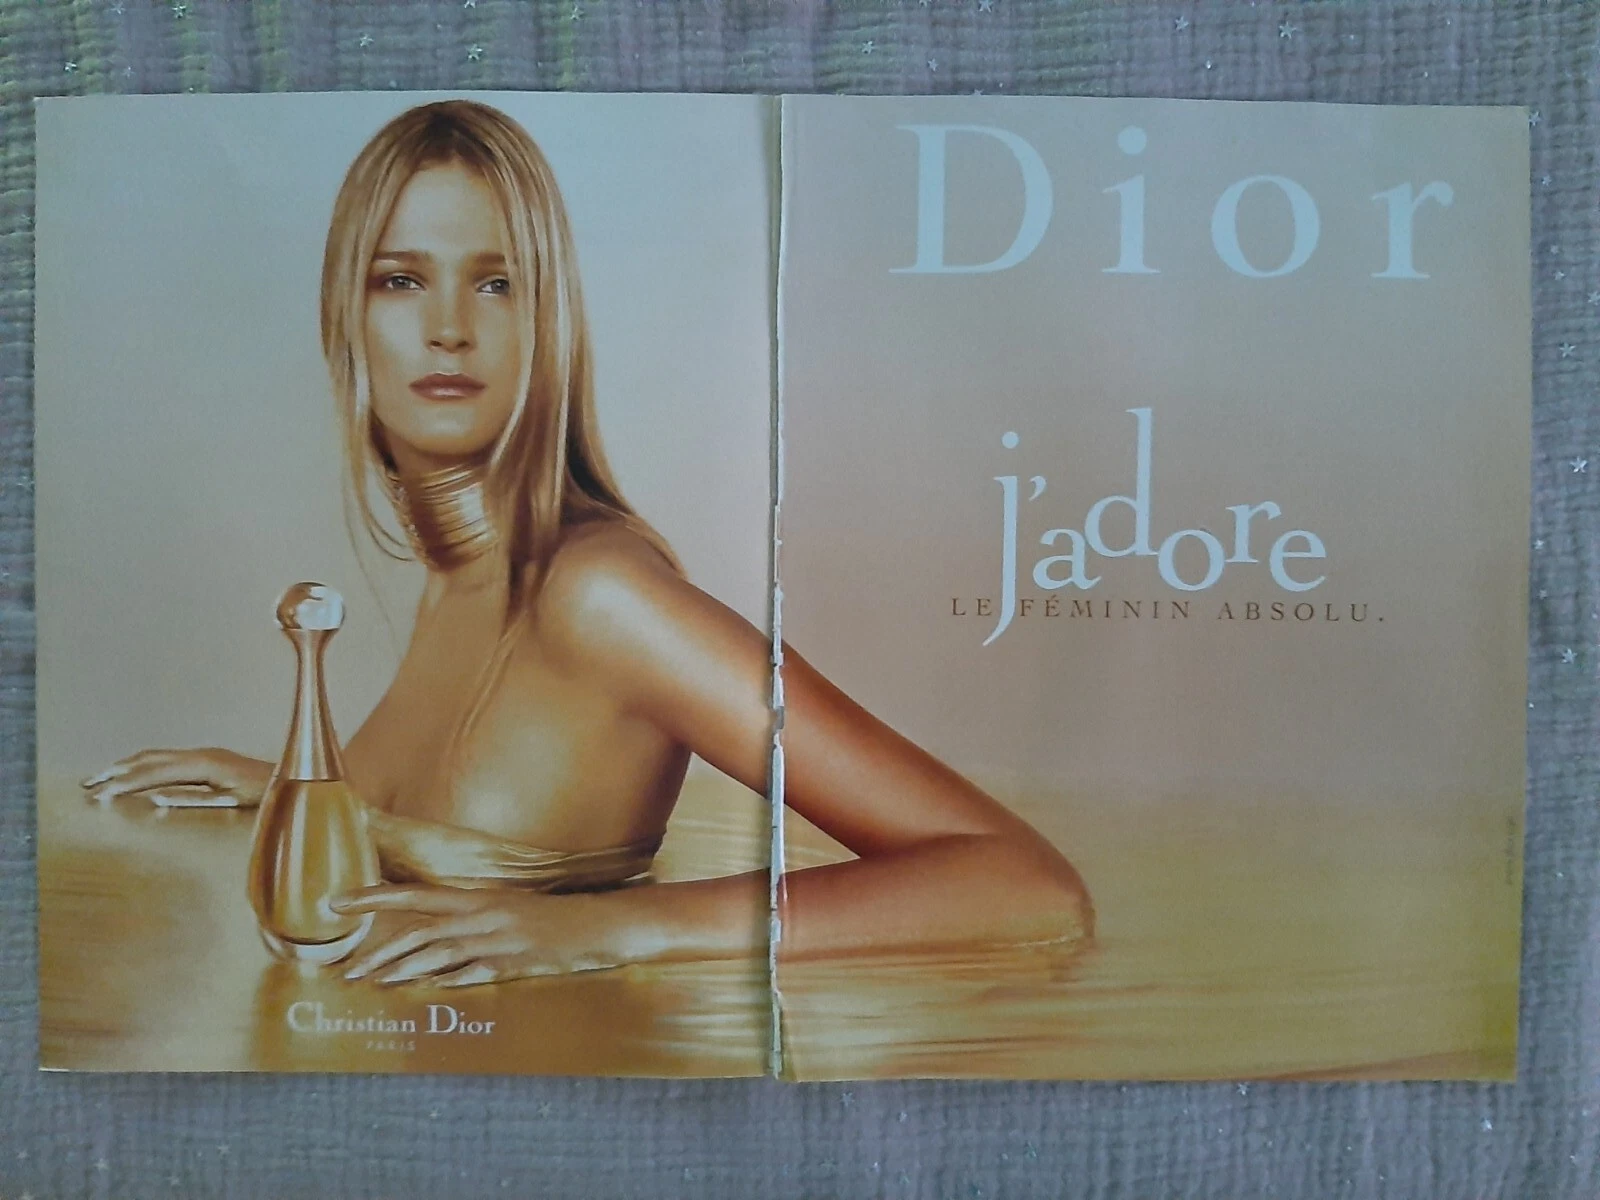 Christian Dior
PARIS
Dior
j'adore
LE FÉMININ ABSOLU.